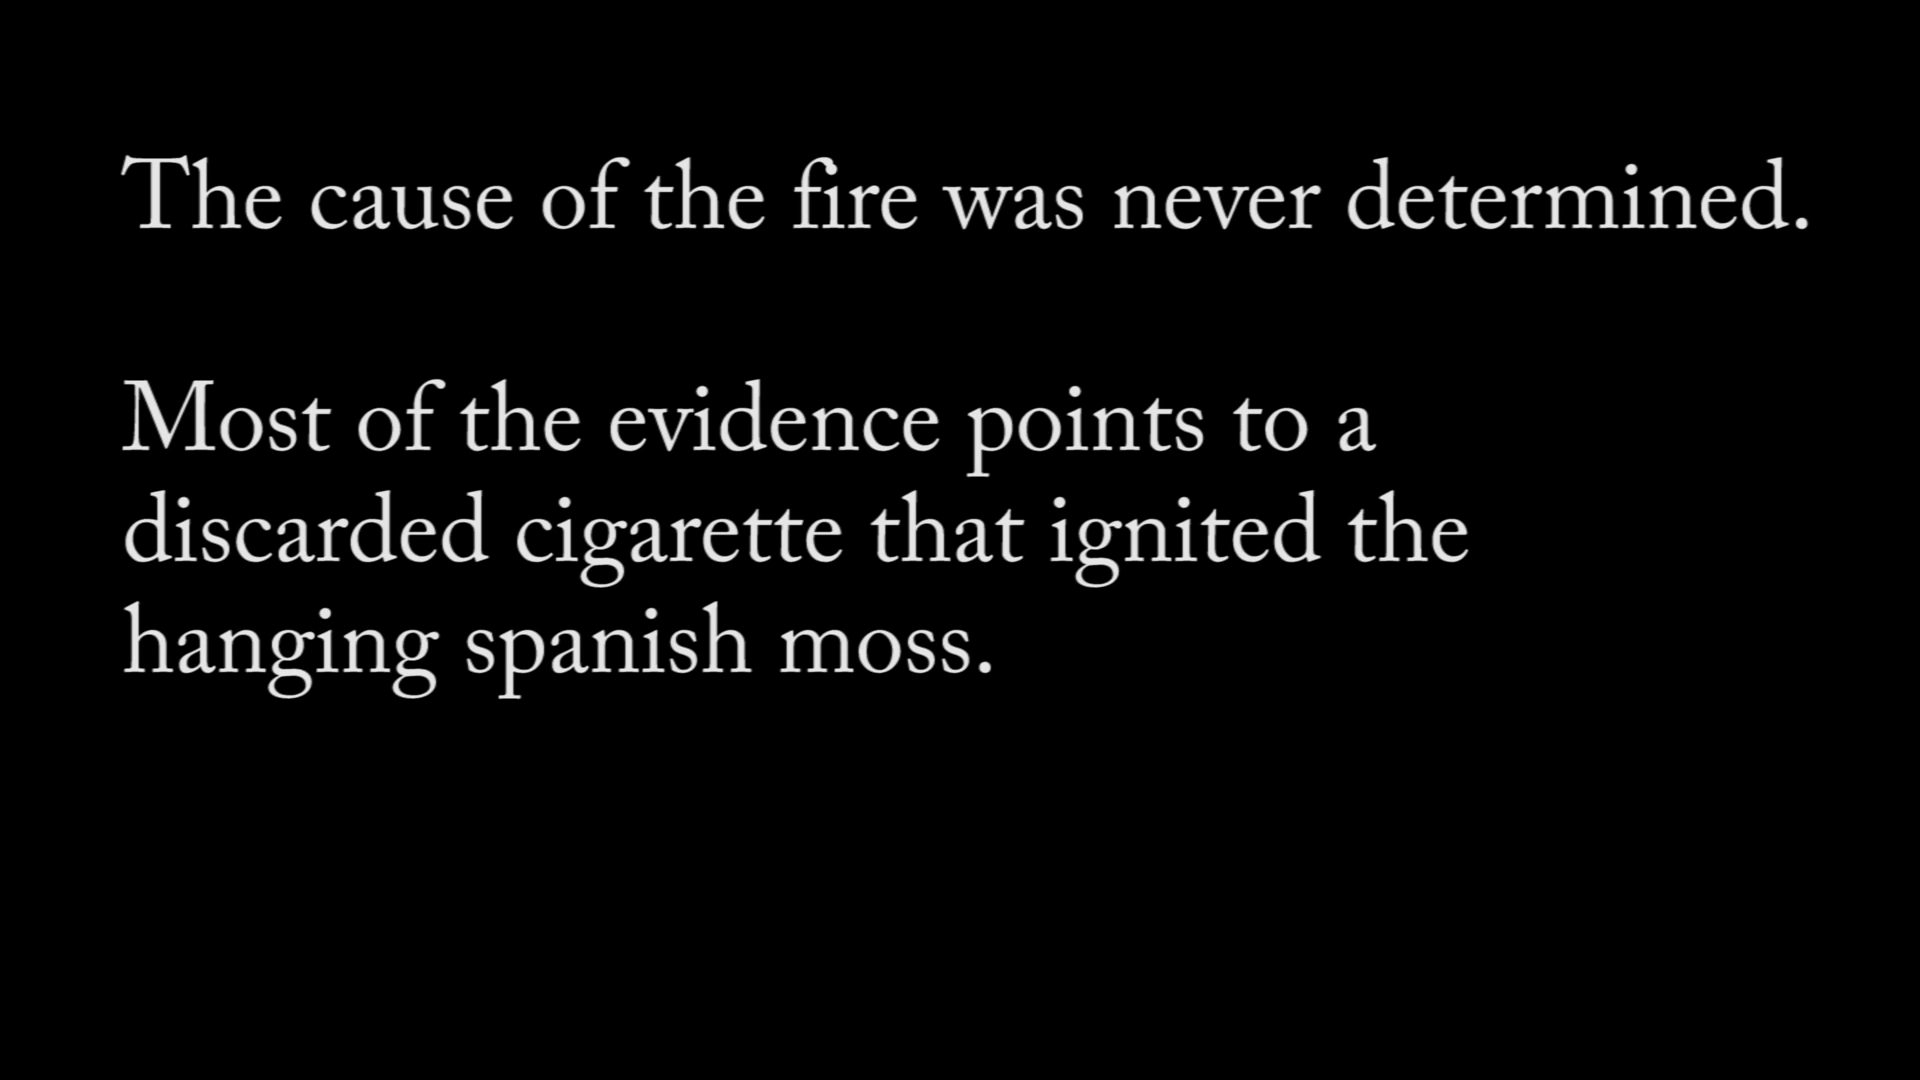 The cause of the fire was never determined.
Most of the evidence points to a
discarded cigarette that ignited the
hanging spanish moss.